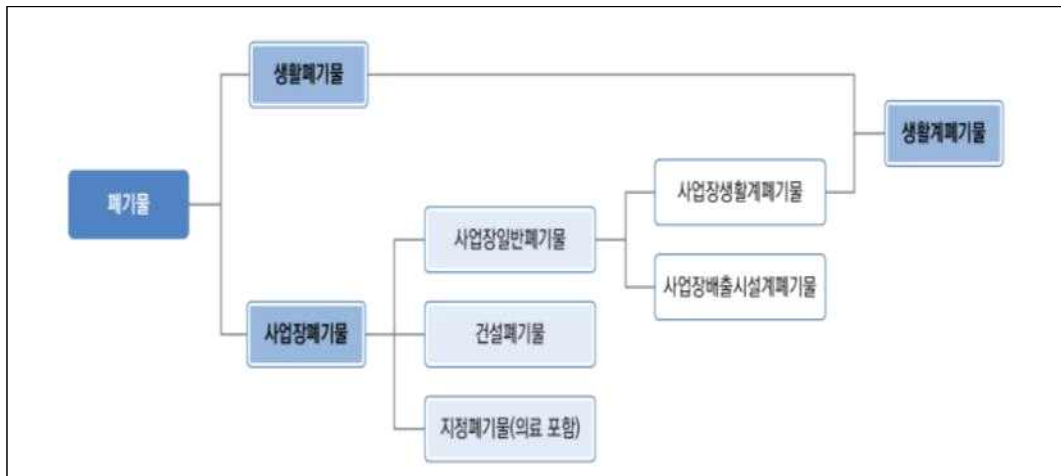 생활폐기물
생활계폐기물
폐기물
사업장생활계폐기물
사업장일반폐기물
사업장배출시설계폐기물
사업장폐기물
건설폐기물
지정폐기물(의료 포함)